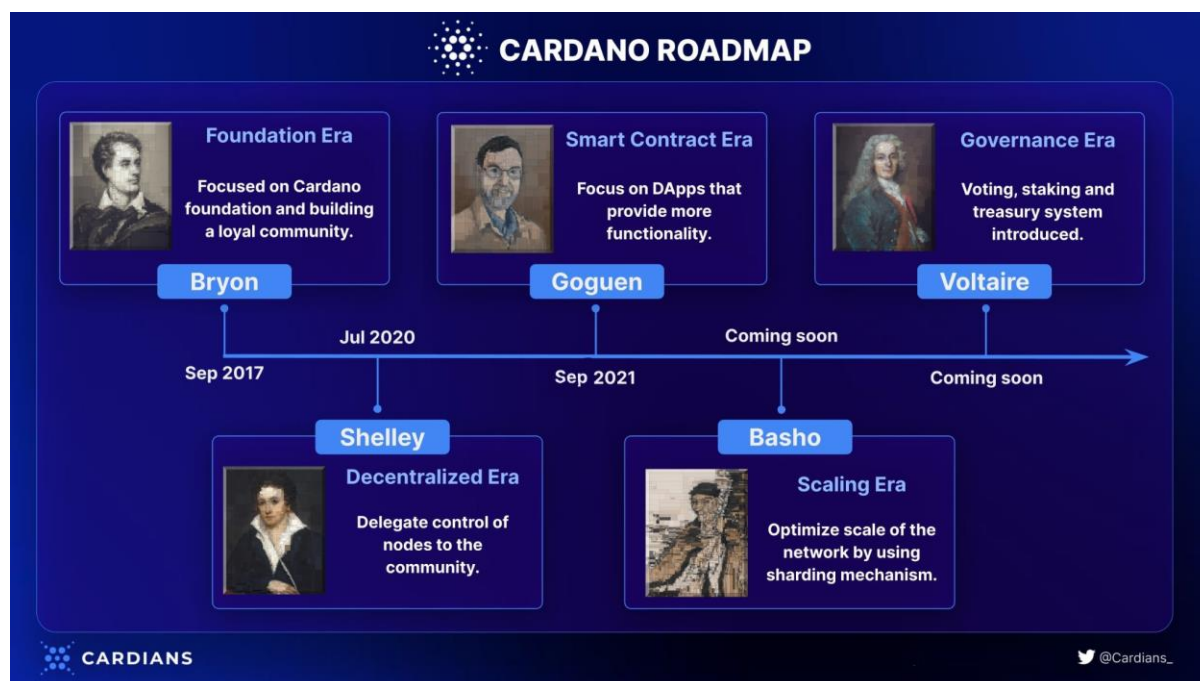 CARDANO ROADMAP
Foundation Era
Focused on Cardano
foundation and building
a loyal community.
Bryon
Smart Contract Era
Focus on DApps that
provide more
functionality.
Goguen
Governance Era
Voting, staking and
treasury system
introduced.
Voltaire
Jul 2020
Coming soon
Sep 2017
Sep 2021
Coming soon
Shelley
Decentralized Era
Delegate control of
nodes to the
community.
Basho
Scaling Era
Optimize scale of the
network by using
sharding mechanism.
CARDIANS
@Cardians_